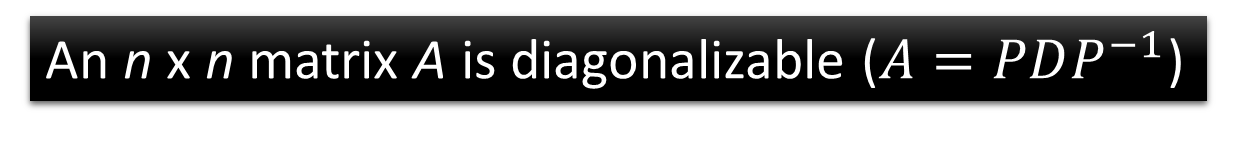 An n x n matrix A is diagonalizable (A = PDP⁻¹)